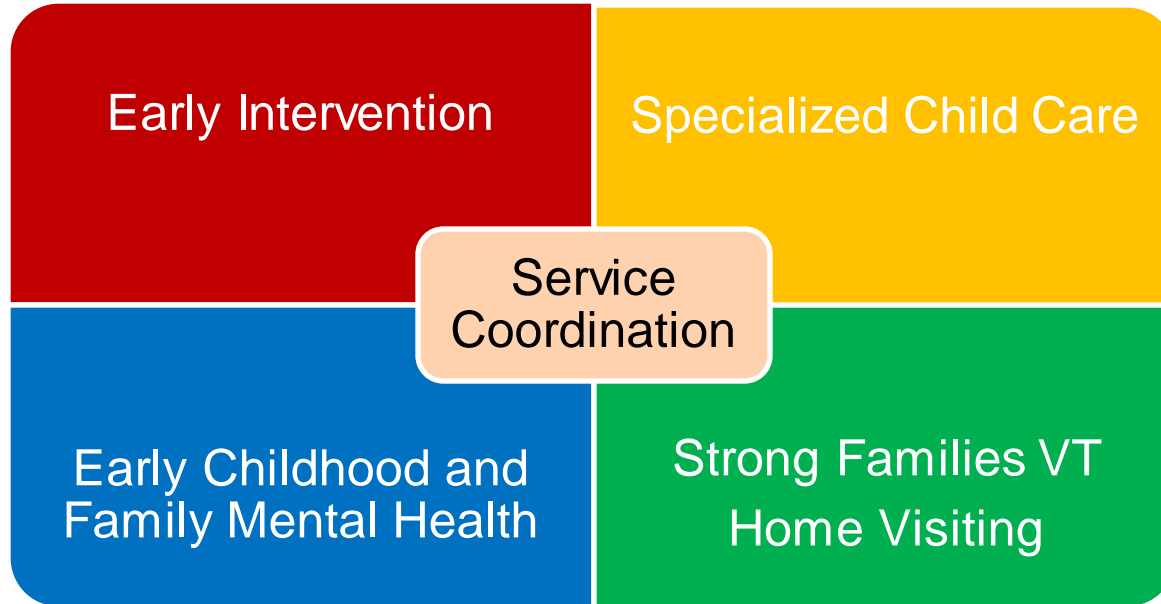 Early Intervention
Specialized Child Care
Service
Coordination
Early Childhood and
Family Mental Health
Strong Families VT
Home Visiting